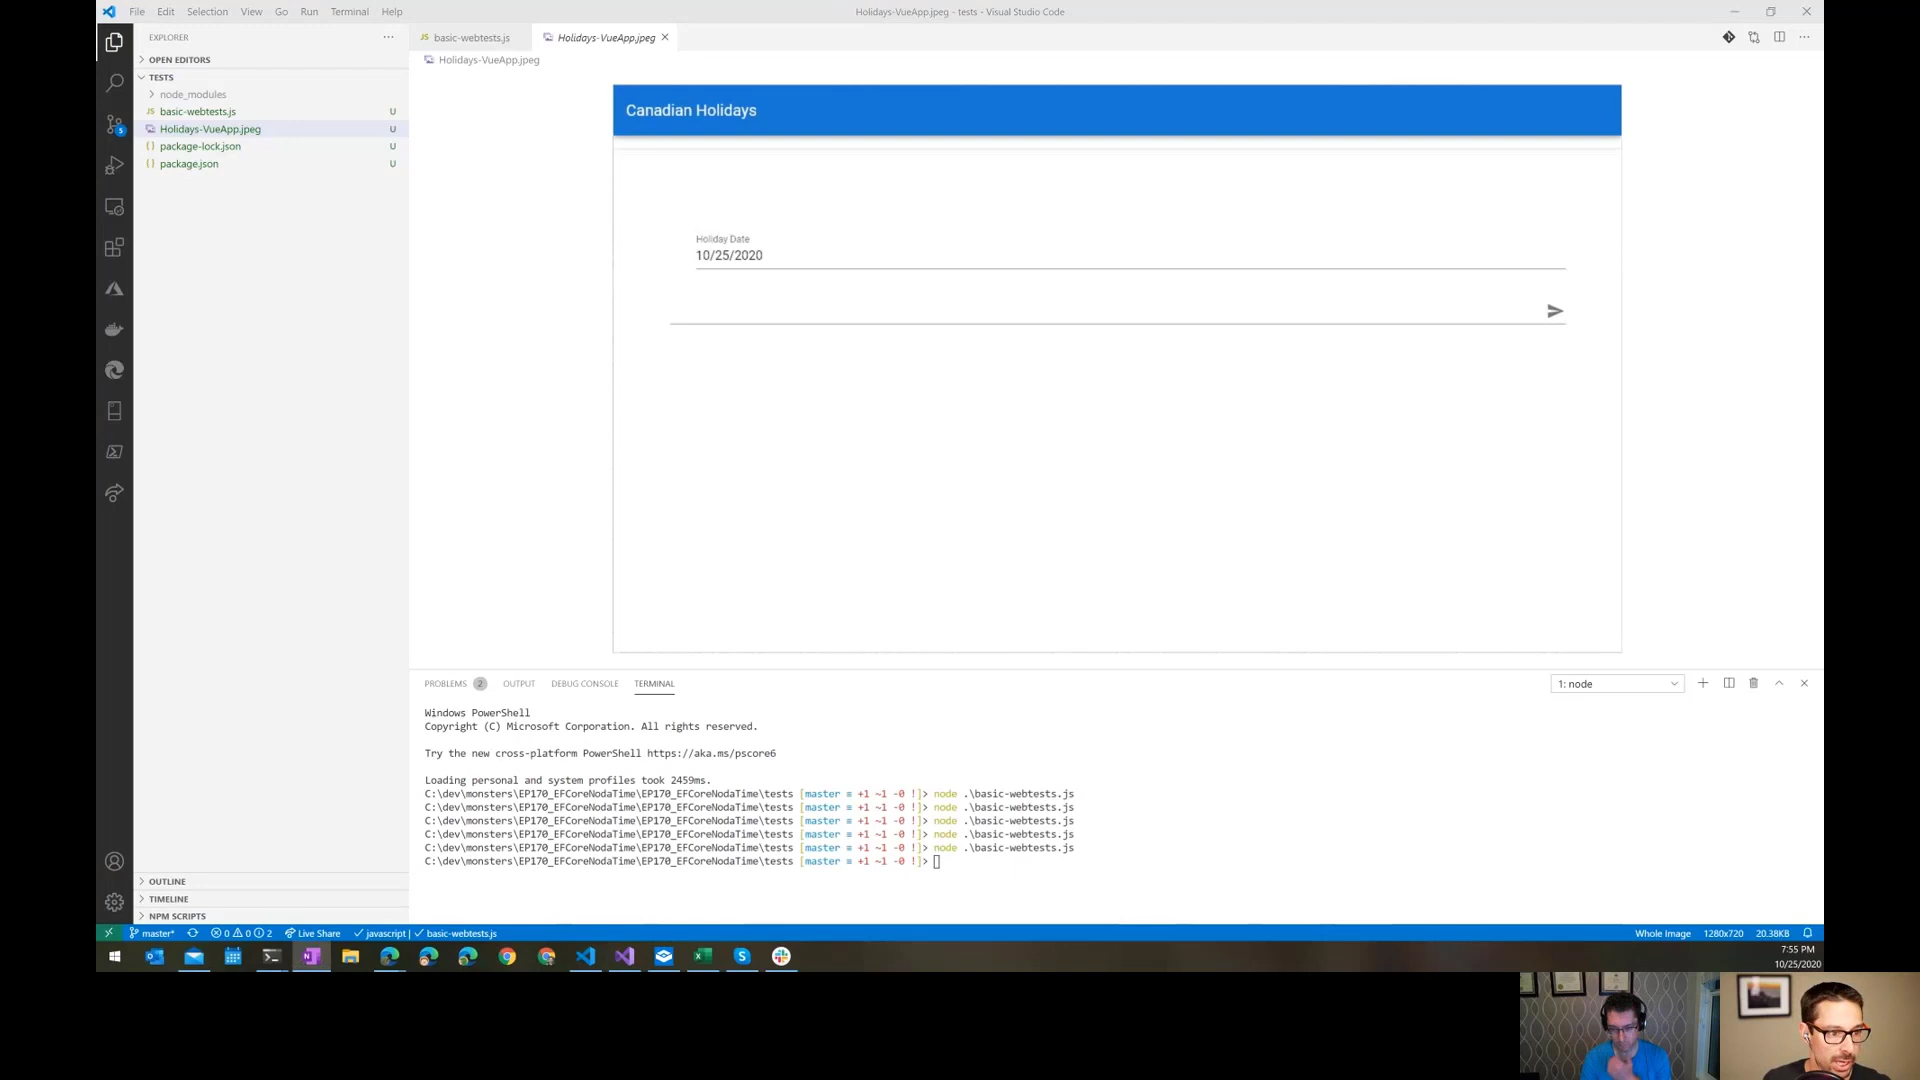 File Edit Selection View Go Run Terminal Help
Holidays-VueApp.jpeg - tests - Visual Studio Code
EXPLORER
OPEN EDITORS
TESTS
node_modules
JS basic-webtests.js U
Holidays-VueApp.jpeg U
{ } package-lock.json U
{ } package.json U
5
OUTLINE
TIMELINE
NPM SCRIPTS
JS basic-webtests.js
Holidays-VueApp.jpeg
Holidays-VueApp.jpeg
Canadian Holidays
Holiday Date
10/25/2020
PROBLEMS 2 OUTPUT DEBUG CONSOLE TERMINAL
1: node
Windows PowerShell
Copyright (C) Microsoft Corporation. All rights reserved.
Try the new cross-platform PowerShell https://aka.ms/pscore6
Loading personal and system profiles took 2459ms.
C:\dev\monsters\EP170_EFCoreNodaTime\EP170_EFCoreNodaTime\tests [master ≡ +1 ~1 -0 !]> node .\basic-webtests.js
C:\dev\monsters\EP170_EFCoreNodaTime\EP170_EFCoreNodaTime\tests [master ≡ +1 ~1 -0 !]> node .\basic-webtests.js
C:\dev\monsters\EP170_EFCoreNodaTime\EP170_EFCoreNodaTime\tests [master ≡ +1 ~1 -0 !]> node .\basic-webtests.js
C:\dev\monsters\EP170_EFCoreNodaTime\EP170_EFCoreNodaTime\tests [master ≡ +1 ~1 -0 !]> node .\basic-webtests.js
C:\dev\monsters\EP170_EFCoreNodaTime\EP170_EFCoreNodaTime\tests [master ≡ +1 ~1 -0 !]> node .\basic-webtests.js
C:\dev\monsters\EP170_EFCoreNodaTime\EP170_EFCoreNodaTime\tests [master ≡ +1 ~1 -0 !]>
master* 0 0 2 Live Share javascript | basic-webtests.js
Whole Image 1280x720 20.38KB
7:55 PM
10/25/2020